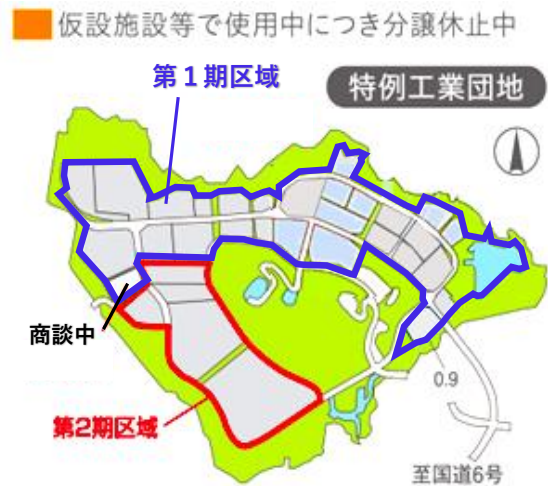 仮設施設等で使用中につき分譲休止中
第1期区域
特例工業団地
商談中
0.9
第2期区域
至国道6号